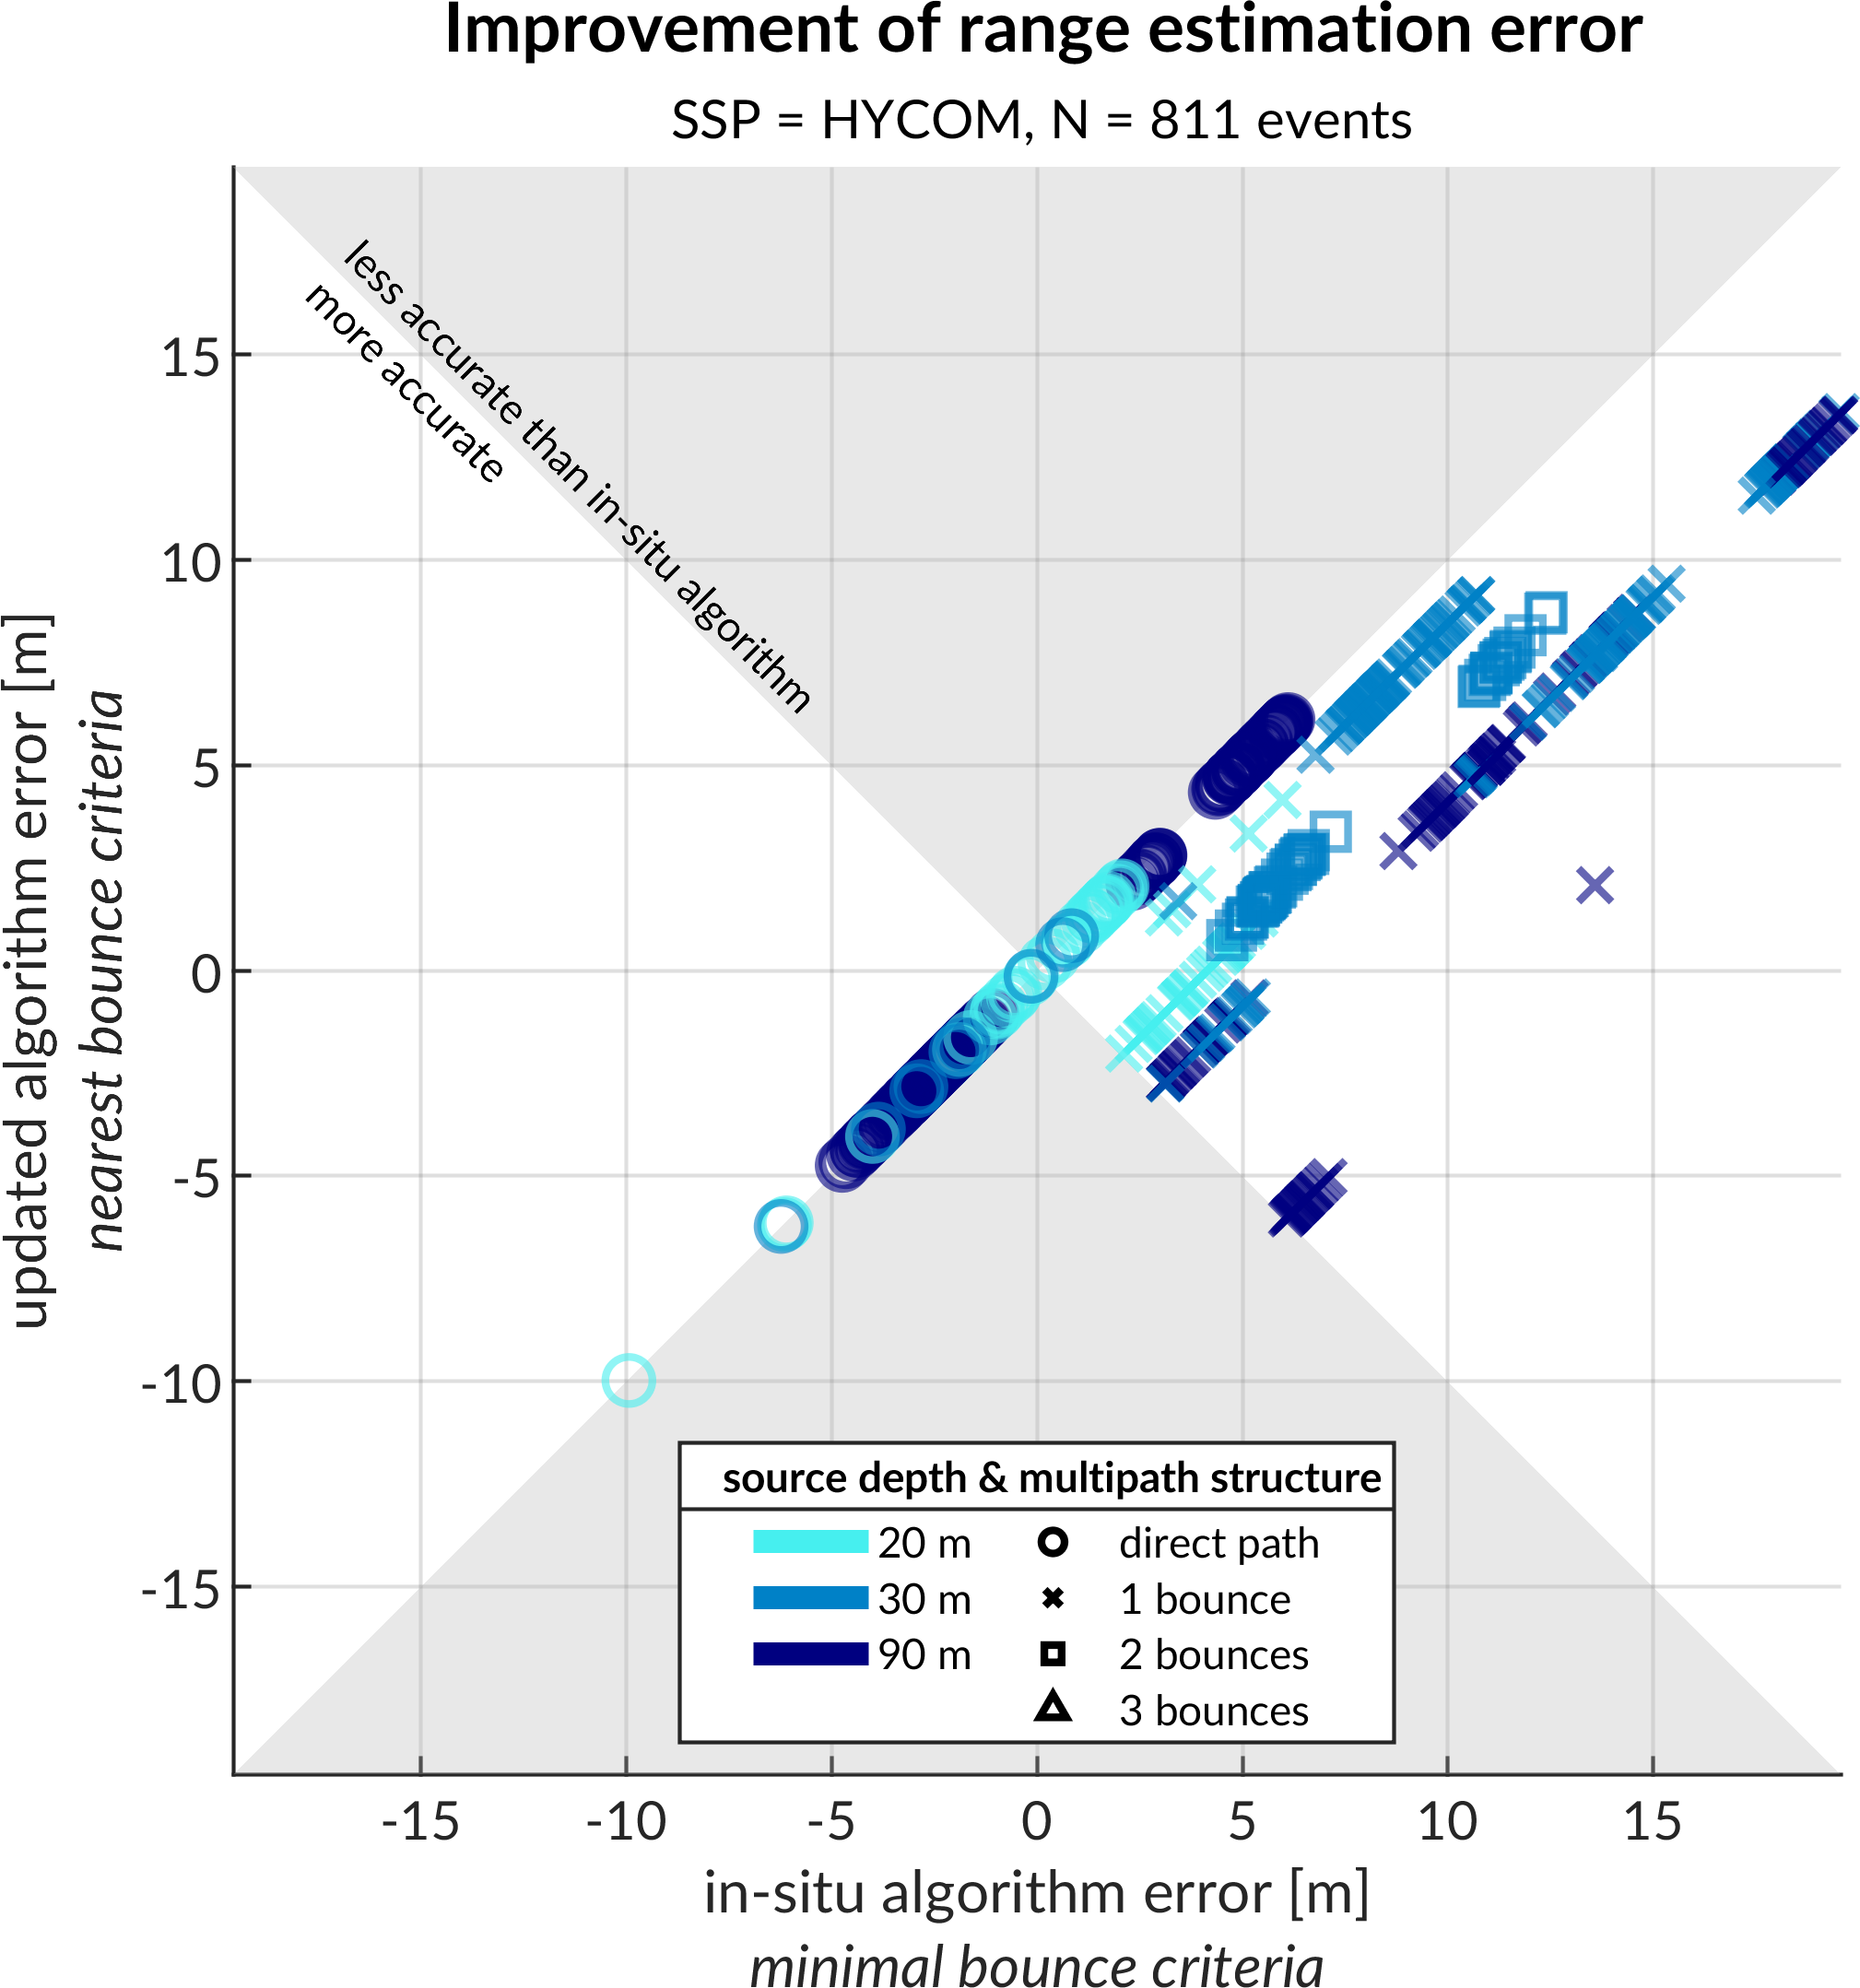 Improvement of range estimation error
SSP = HYCOM, N = 811 events
less accurate than in-situ algorithm
more accurate
updated algorithm error [m]
nearest bounce criteria
15
10
5
0
-5
-10
-15
source depth & multipath structure
20 m
direct path
30 m
1 bounce
90 m
2 bounces
3 bounces
-15
-10
-5
0
5
10
15
in-situ algorithm error [m]
minimal bounce criteria